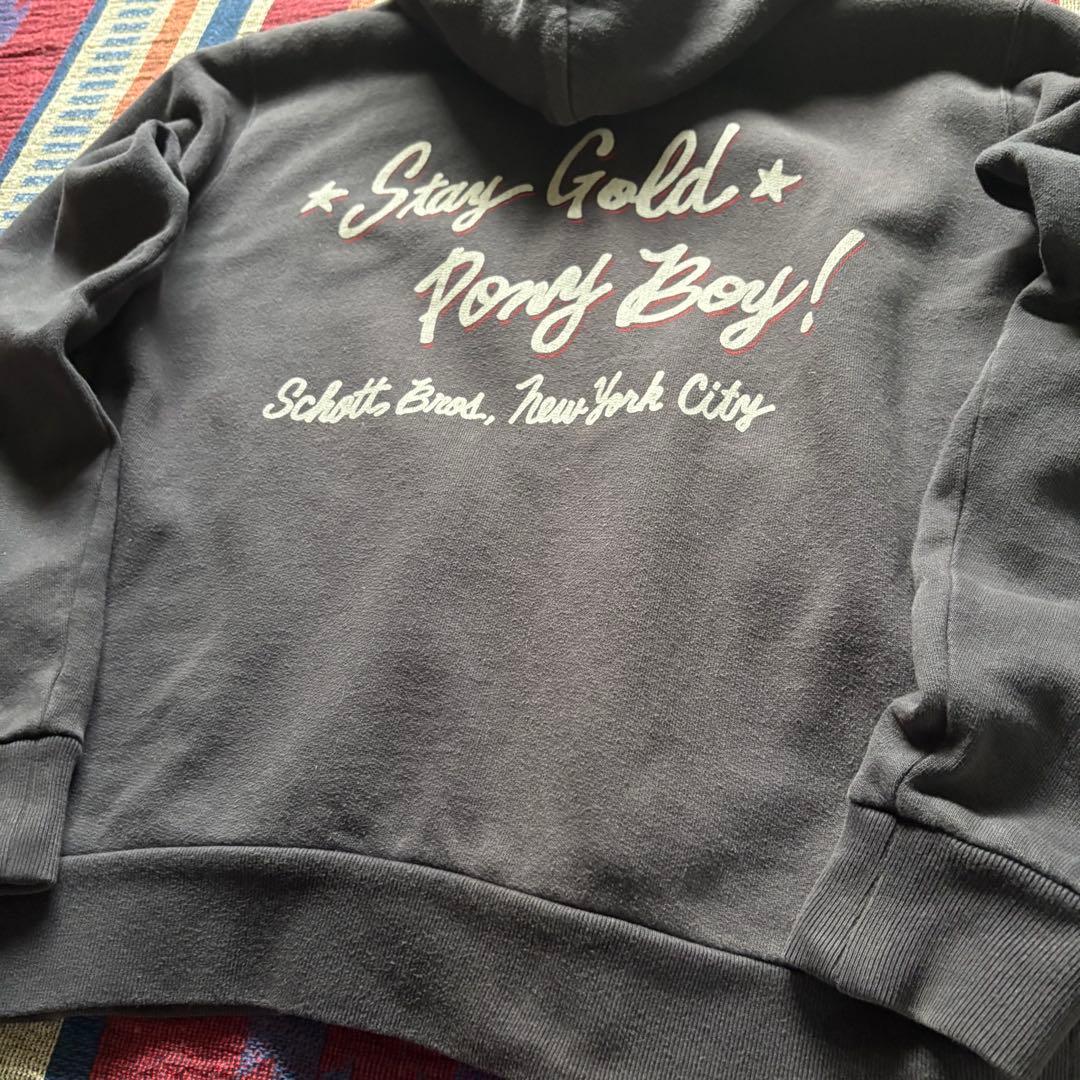 ★ Stay Gold ★
Pony Boy!
Schott Bros, New York City